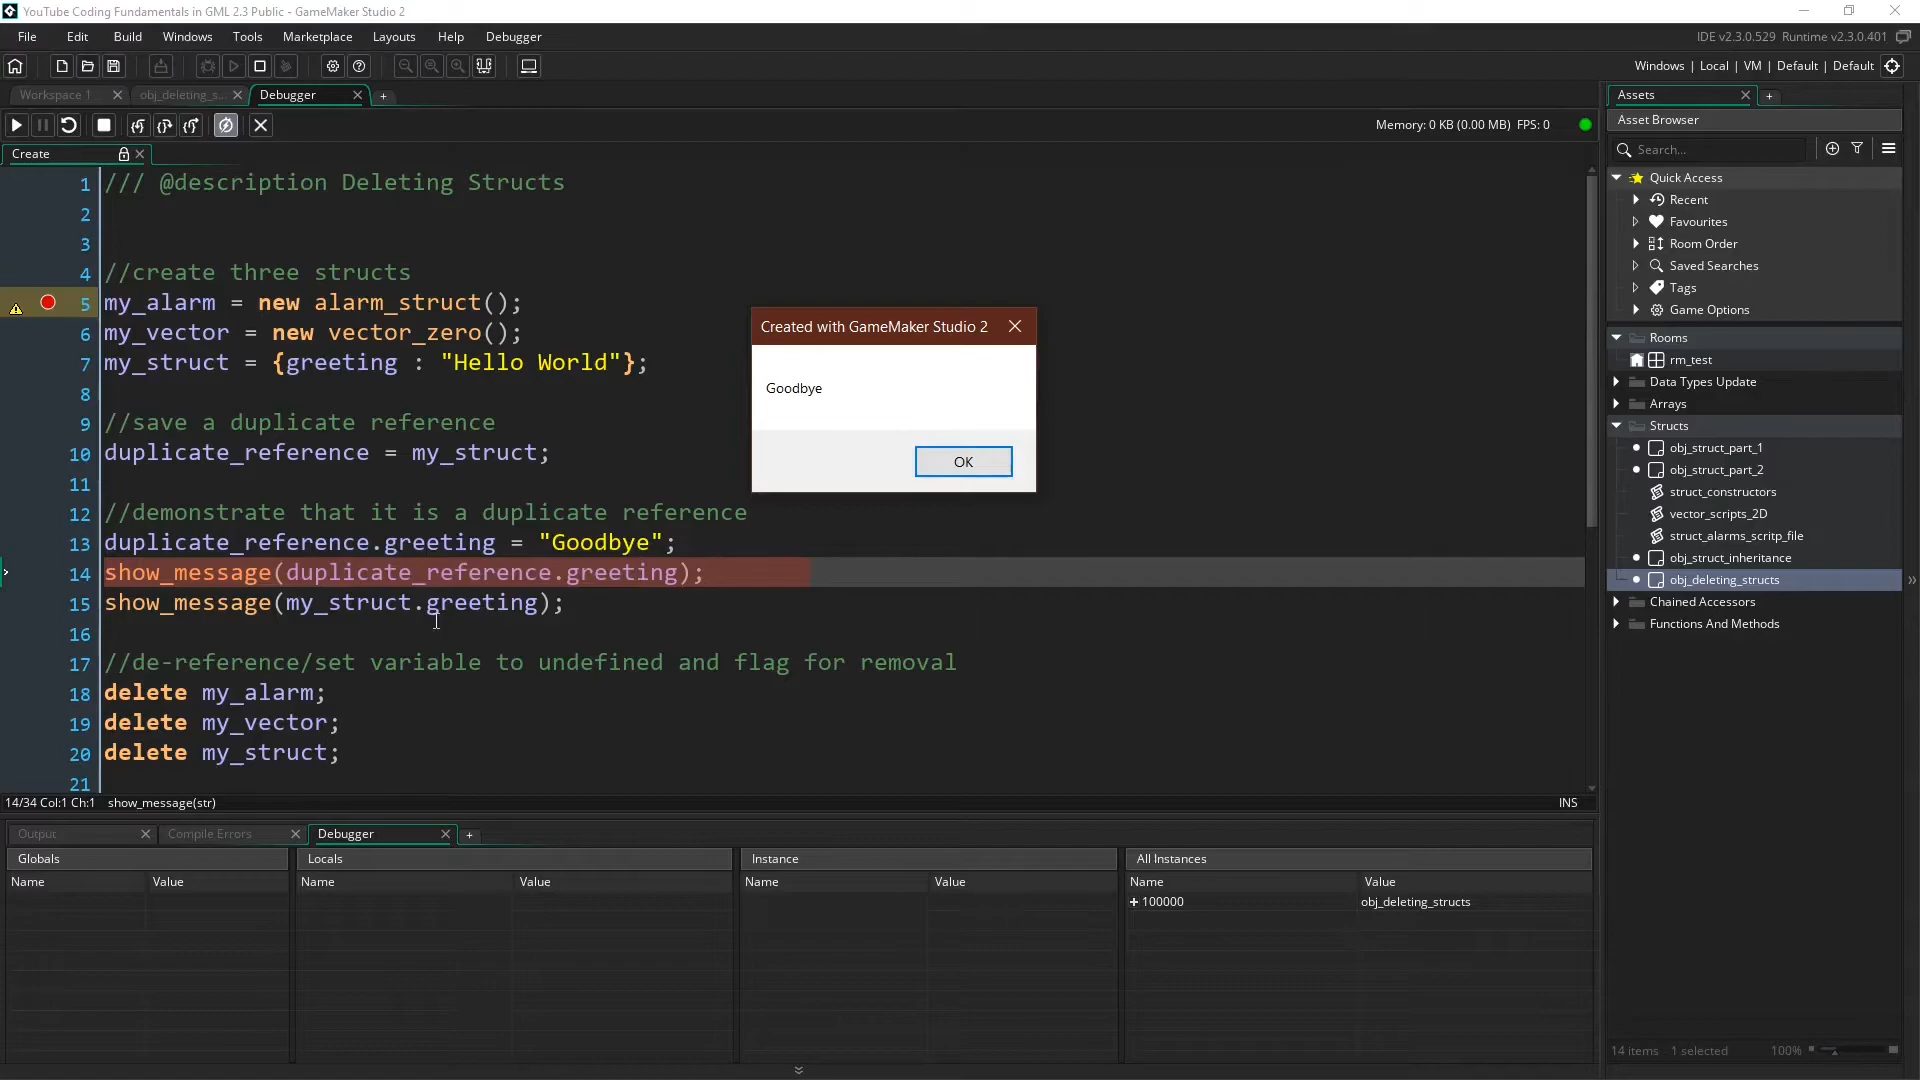 YouTube Coding Fundamentals in GML 2.3 Public - GameMaker Studio 2
File Edit Build Windows Tools Marketplace Layouts Help Debugger
IDE v2.3.0.529 Runtime v2.3.0.401
Windows | Local | VM | Default | Default
Workspace 1 obj_deleting_s... Debugger
Memory: 0 KB (0.00 MB) FPS: 0
Create
1 /// @description Deleting Structs
2
3
4 //create three structs
5 my_alarm = new alarm_struct();
6 my_vector = new vector_zero();
7 my_struct = {greeting : "Hello World"};
8
9 //save a duplicate reference
10 duplicate_reference = my_struct;
11
12 //demonstrate that it is a duplicate reference
13 duplicate_reference.greeting = "Goodbye";
14 show_message(duplicate_reference.greeting);
15 show_message(my_struct.greeting);
16
17 //de-reference/set variable to undefined and flag for removal
18 delete my_alarm;
19 delete my_vector;
20 delete my_struct;
21
14/34 Col:1 Ch:1 show_message(str)
INS
Created with GameMaker Studio 2
Goodbye
OK
Output Compile Errors Debugger
Globals Locals Instance All Instances
Name Value Name Value Name Value Name Value
100000 obj_deleting_structs
Assets
Asset Browser
Search...
Quick Access
Recent
Favourites
Room Order
Saved Searches
Tags
Game Options
Rooms
rm_test
Data Types Update
Arrays
Structs
obj_struct_part_1
obj_struct_part_2
struct_constructors
vector_scripts_2D
struct_alarms_scritp_file
obj_struct_inheritance
obj_deleting_structs
Chained Accessors
Functions And Methods
14 items 1 selected 100%